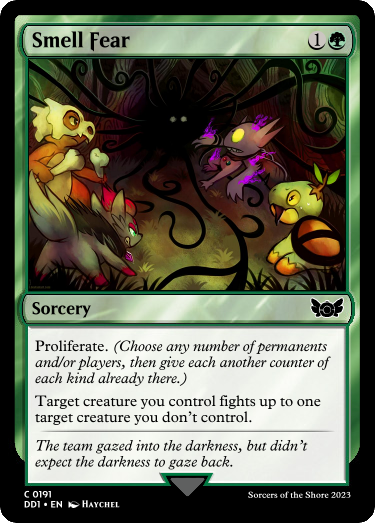 Smell Fear 1
Sorcery
Proliferate. (Choose any number of permanents
and/or players, then give each another counter of
each kind already there.)
Target creature you control fights up to one
target creature you don't control.
The team gazed into the darkness, but didn't
expect the darkness to gaze back.
C 0191
DD1 • EN HAYCHEL
Sorcers of the Shore 2023